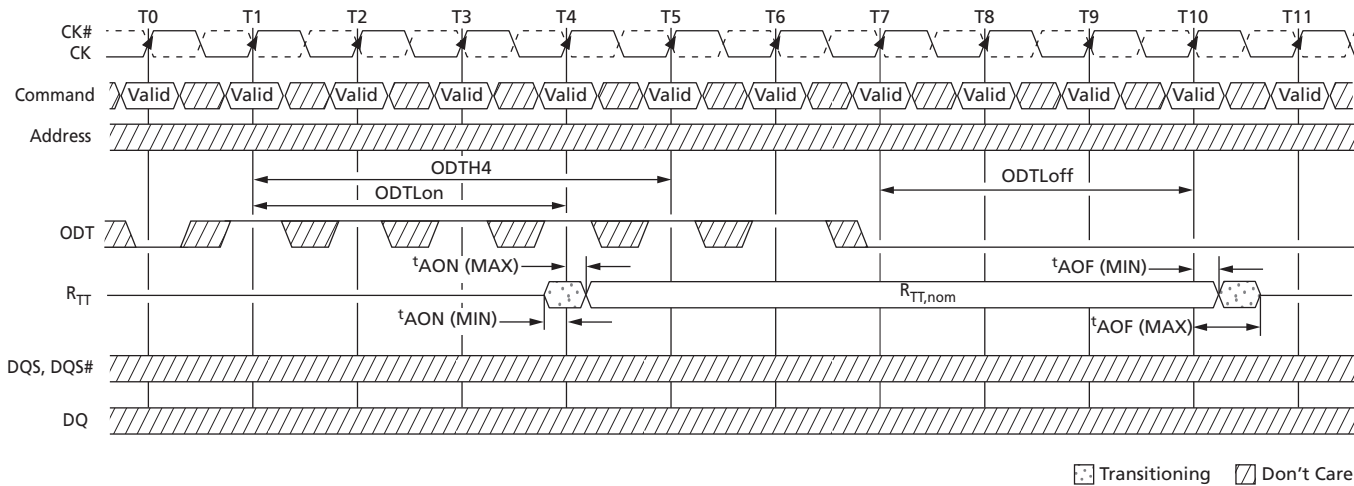 T0 T1 T2 T3 T4 T5 T6 T7 T8 T9 T10 T11
CK#
CK
Command Valid Valid Valid Valid Valid Valid Valid Valid Valid Valid Valid Valid
Address
ODTH4
ODTLoff
ODTLon
ODT
tAON (MAX)
tAOF (MIN)
RTT
RTT,nom
tAON (MIN)
tAOF (MAX)
DQS, DQS#
DQ
Transitioning Don't Care